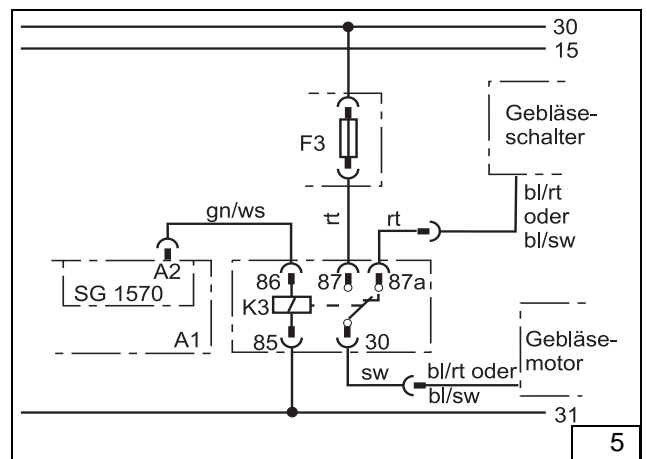 30
15
Gebläse-
schalter
F3
bl/rt
oder
bl/sw
gn/ws
rt
rt
A2
SG 1570
A1
86
87
87a
K3
85
30
Gebläse-
motor
sw
bl/rt oder
bl/sw
31
5